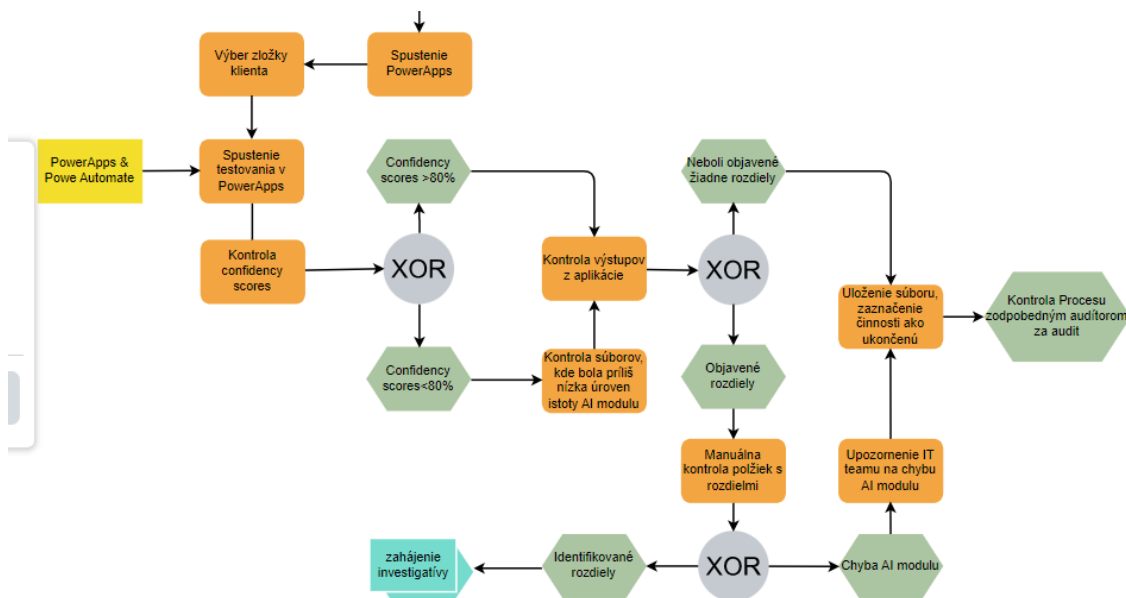 Výber zložky
klienta
Spustenie
PowerApps
PowerApps &
Powe Automate
Spustenie
testovania v
PowerApps
Confidency
scores >80%
Neboli objavené
žiadne rozdiely
Kontrola
confidency
scores
XOR
Kontrola výstupov
z aplikácie
XOR
Uloženie súboru,
zaznačenie
činnosti ako
ukončenú
Kontrola Procesu
zodpobedným audítorom
za audit
Confidency
scores<80%
Kontrola súborov,
kde bola príliš
nízka úroven
istoty AI modulu
Objavené
rozdiely
Manuálna
kontrola polžiek s
rozdielmi
Upozornenie IT
teamu na chybu
AI modulu
zahájenie
investigatívy
Identifikované
rozdiely
XOR
Chyba AI modulu